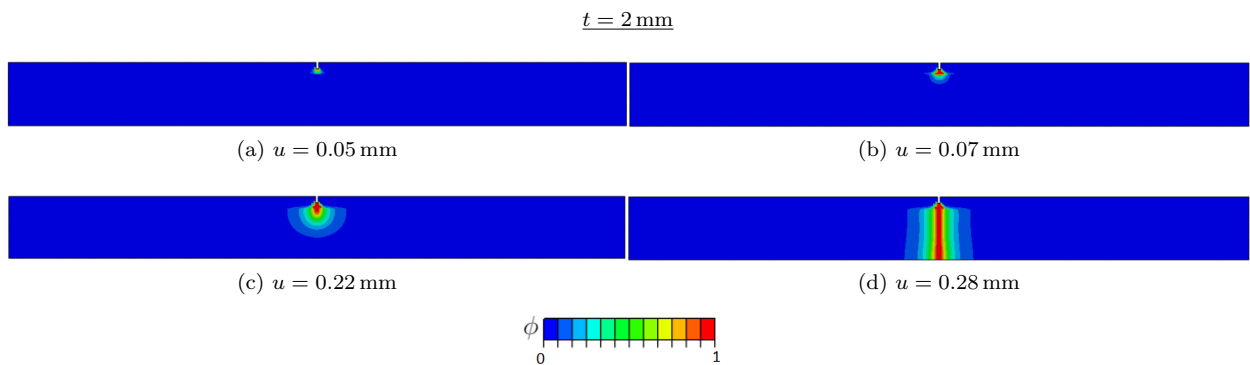 t = 2 mm
(a) u = 0.05 mm
(b) u = 0.07 mm
(c) u = 0.22 mm
(d) u = 0.28 mm
ϕ
0 1